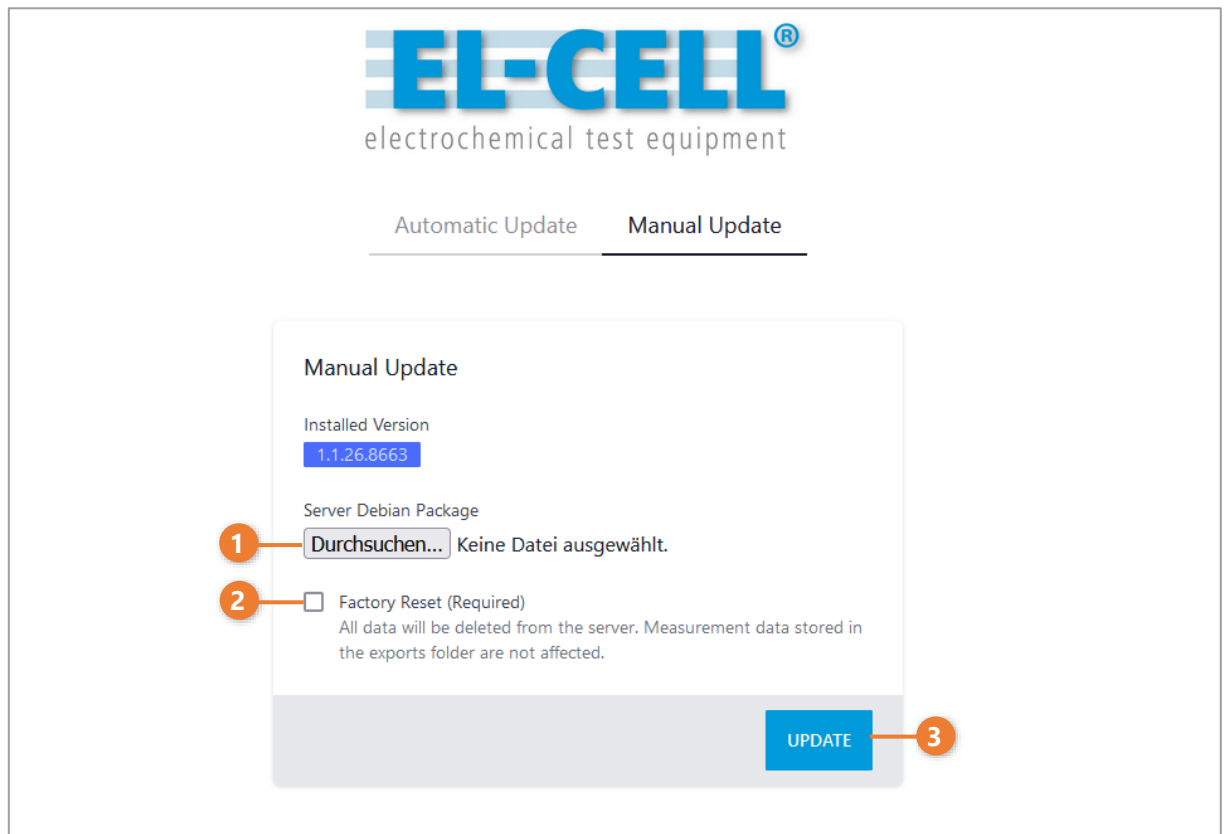 EL-CELL®
electrochemical test equipment
Automatic Update Manual Update
Manual Update
Installed Version
1.1.26.8663
Server Debian Package
1 Durchsuchen... Keine Datei ausgewählt.
2 Factory Reset (Required)
All data will be deleted from the server. Measurement data stored in
the exports folder are not affected.
UPDATE 3